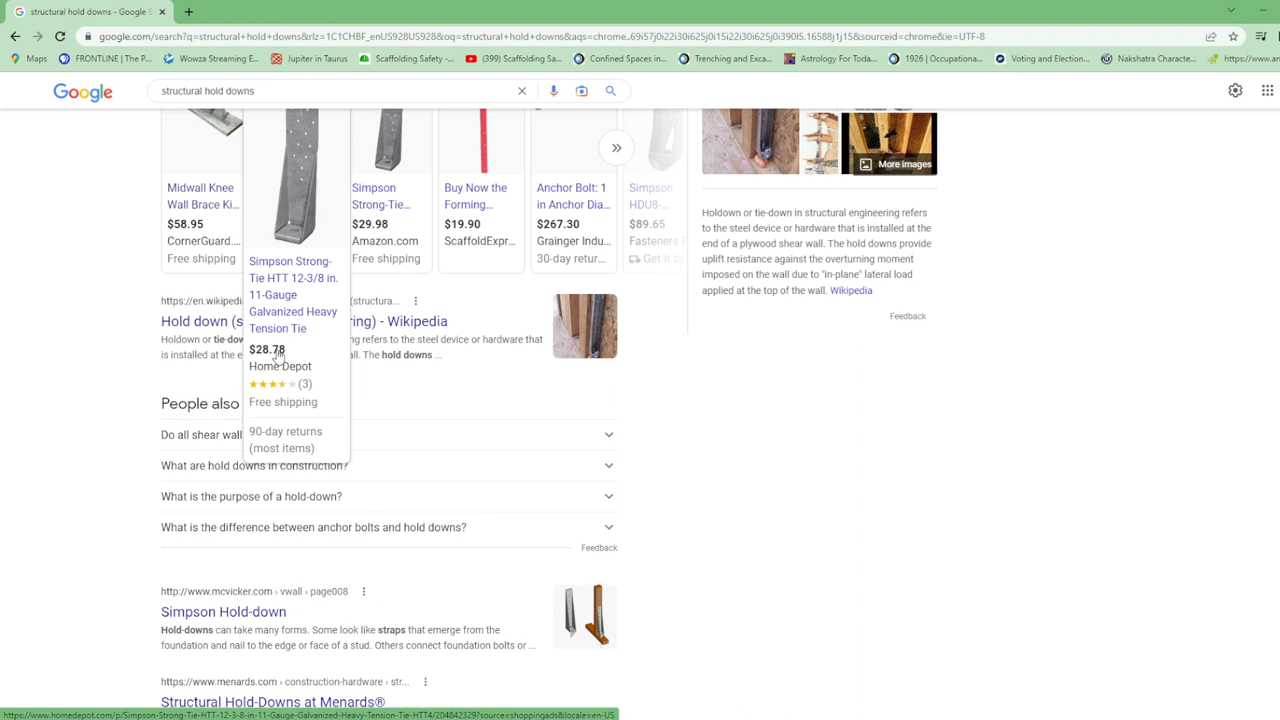 structural hold downs - Google S
google.com/search?q=structural+hold+downs&rlz=1C1CHBF_enUS928US928&oq=structural+hold+downs&aqs=chrome..69i57j0i22i30i625j0i15i22i30i625j0i390l5.16588j1j15&sourceid=chrome&ie=UTF-8
Maps
FRONTLINE | The P...
Wowza Streaming E...
Jupiter in Taurus
Scaffolding Safety -...
(399) Scaffolding Sa...
Confined Spaces in...
Trenching and Exca...
Astrology For Toda...
1926 | Occupationa...
Voting and Election...
Nakshatra Characte...
https://www.an
Google
structural hold downs
More images
Midwall Knee
Wall Brace Ki...
$58.95
CornerGuard....
Free shipping
Simpson Strong-
Tie HTT 12-3/8 in.
11-Gauge
Galvanized Heavy
Tension Tie
$28.78
Home Depot
(3)
Free shipping
90-day returns
(most items)
Simpson
Strong-Tie...
$29.98
Amazon.com
Free shipping
Buy Now the
Forming...
$19.90
ScaffoldExpr...
Anchor Bolt: 1
in Anchor Dia...
$267.30
Grainger Indu...
30-day retur...
Simpson
HDU8-
$89.65
Fasteners P
Get it by
Holdown or tie-down in structural engineering refers
to the steel device or hardware that is installed at the
end of a plywood shear wall. The hold downs provide
uplift resistance against the overturning moment
imposed on the wall due to "in-plane" lateral load
applied at the top of the wall. Wikipedia
Feedback
https://en.wikipedia (structura...
Hold down (s ring) - Wikipedia
Holdown or tie-dow ng refers to the steel device or hardware that
is installed at the e all. The hold downs ...
People also
Do all shear wall
What are hold downs in construction?
What is the purpose of a hold-down?
What is the difference between anchor bolts and hold downs?
Feedback
http://www.mcvicker.com › vwall › page008
Simpson Hold-down
Hold-downs can take many forms. Some look like straps that emerge from the
foundation and nail to the edge or face of a stud. Others connect foundation bolts or ...
https://www.menards.com › construction-hardware › str...
Structural Hold-Downs at Menards®
https://www.homedepot.com/p/Simpson-Strong-Tie-HTT-12-3-8-in-11-Gauge-Galvanized-Heavy-Tension-Tie-HTT4/204842329?source=shoppingads&locale=en-US